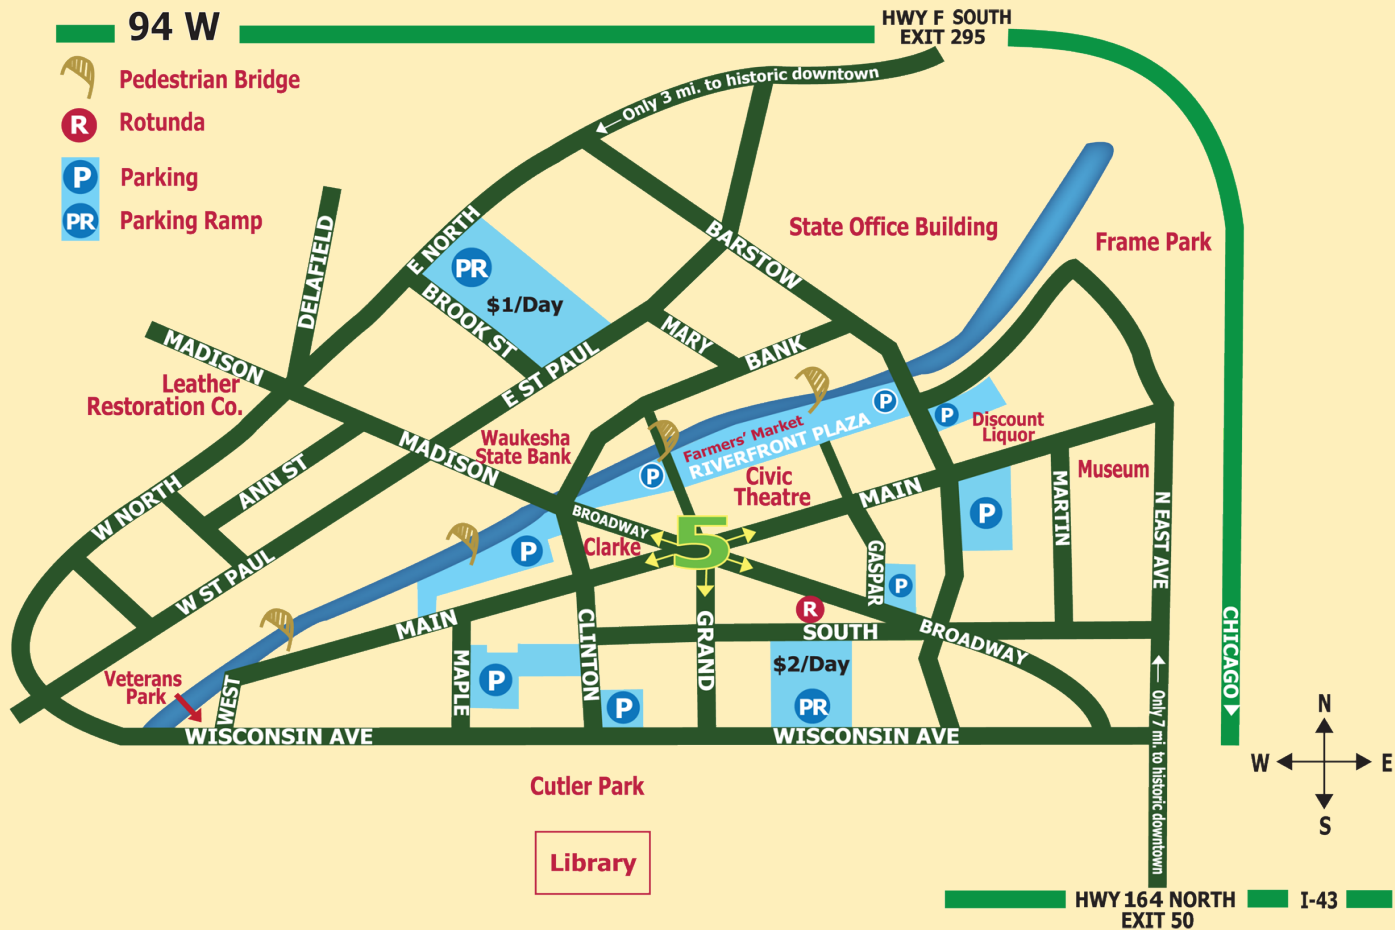 94 W
HWY F SOUTH
EXIT 295
Pedestrian Bridge
R Rotunda
P Parking
PR Parking Ramp
Only 3 mi. to historic downtown
DELAFIELD
E NORTH
PR
$1/Day
BROOK ST
BARSTOW
State Office Building
Frame Park
MADISON
Leather
Restoration Co.
E ST PAUL
MARY
BANK
MADISON
Waukesha
State Bank
Farmers' Market
RIVERFRONT PLAZA
P
P
P
Discount
Liquor
Civic
Theatre
MAIN
Museum
MARTIN
N EAST AVE
W NORTH
ANN ST
BROADWAY
5
Clarke
P
P
GASPAR
P
W ST PAUL
MAIN
CLINTON
GRAND
R
SOUTH
BROADWAY
CHICAGO
Veterans
Park
WEST
MAPLE
P
P
$2/Day
PR
WISCONSIN AVE
WISCONSIN AVE
Only 7 mi. to historic downtown
N
W
E
S
Cutler Park
Library
HWY 164 NORTH
EXIT 50
I-43